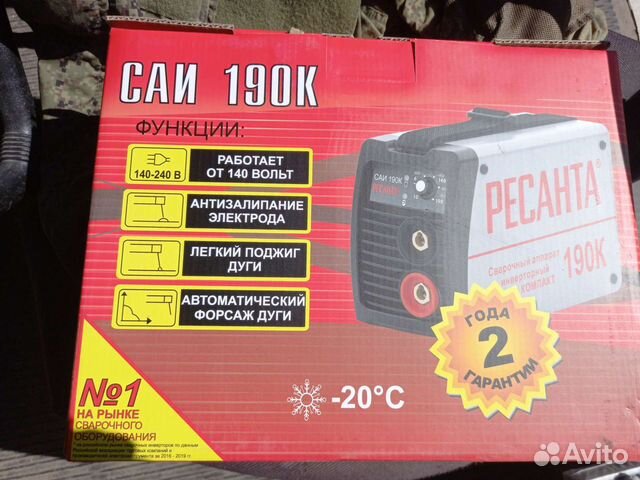 САИ 190К
ФУНКЦИИ:
140-240 В
РАБОТАЕТ
ОТ 140 ВОЛЬТ
АНТИЗАЛИПАНИЕ
ЭЛЕКТРОДА
ЛЕГКИЙ ПОДЖИГ
ДУГИ
АВТОМАТИЧЕСКИЙ
ФОРСАЖ ДУГИ
САИ 190К
РЕСАНТА
РЕСАНТА®
Сварочный аппарат
инверторный
КОМПАКТ
190К
2
ГОДА
ГАРАНТИИ
№1
НА РЫНКЕ
СВАРОЧНОГО
ОБОРУДОВАНИЯ*
-20°С
Avito